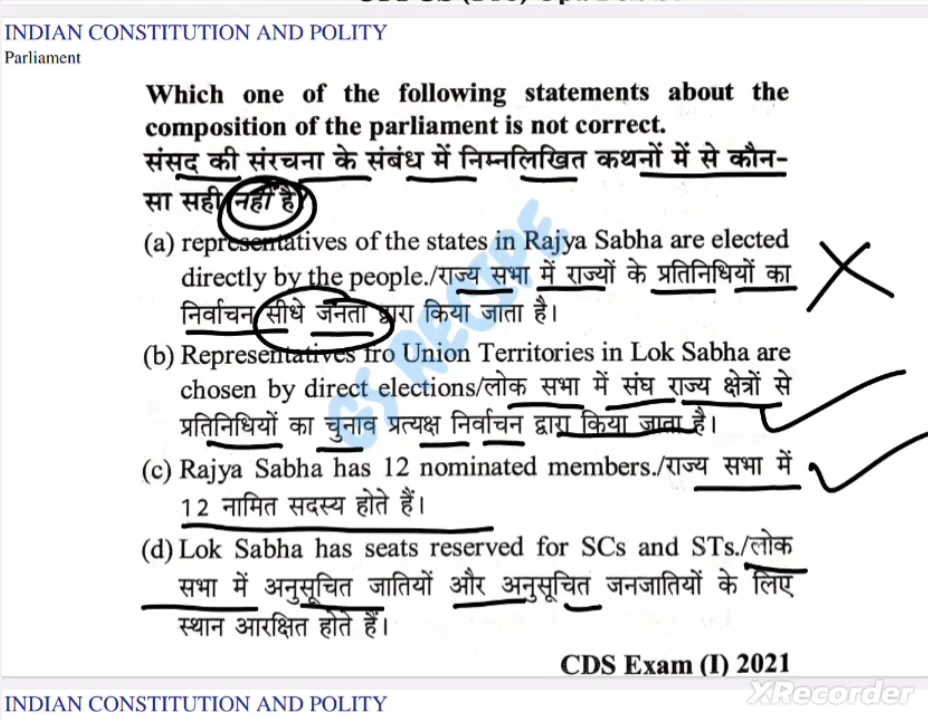 INDIAN CONSTITUTION AND POLITY
Parliament
Which one of the following statements about the
composition of the parliament is not correct.
संसद की संरचना के संबंध में निम्नलिखित कथनों में से कौन-
सा सही नहीं है?
(a) representatives of the states in Rajya Sabha are elected
directly by the people./राज्य सभा में राज्यों के प्रतिनिधियों का
निर्वाचन सीधे जनता द्वारा किया जाता है।
(b) Representatives fro Union Territories in Lok Sabha are
chosen by direct elections/लोक सभा में संघ राज्य क्षेत्रों से
प्रतिनिधियों का चुनाव प्रत्यक्ष निर्वाचन द्वारा किया जाता है।
(c) Rajya Sabha has 12 nominated members./राज्य सभा में
12 नामित सदस्य होते हैं।
(d) Lok Sabha has seats reserved for SCs and STs./लोक
सभा में अनुसूचित जातियों और अनुसूचित जनजातियों के लिए
स्थान आरक्षित होते हैं।
CDS Exam (I) 2021
GS RECIPE
XRecorder
INDIAN CONSTITUTION AND POLITY